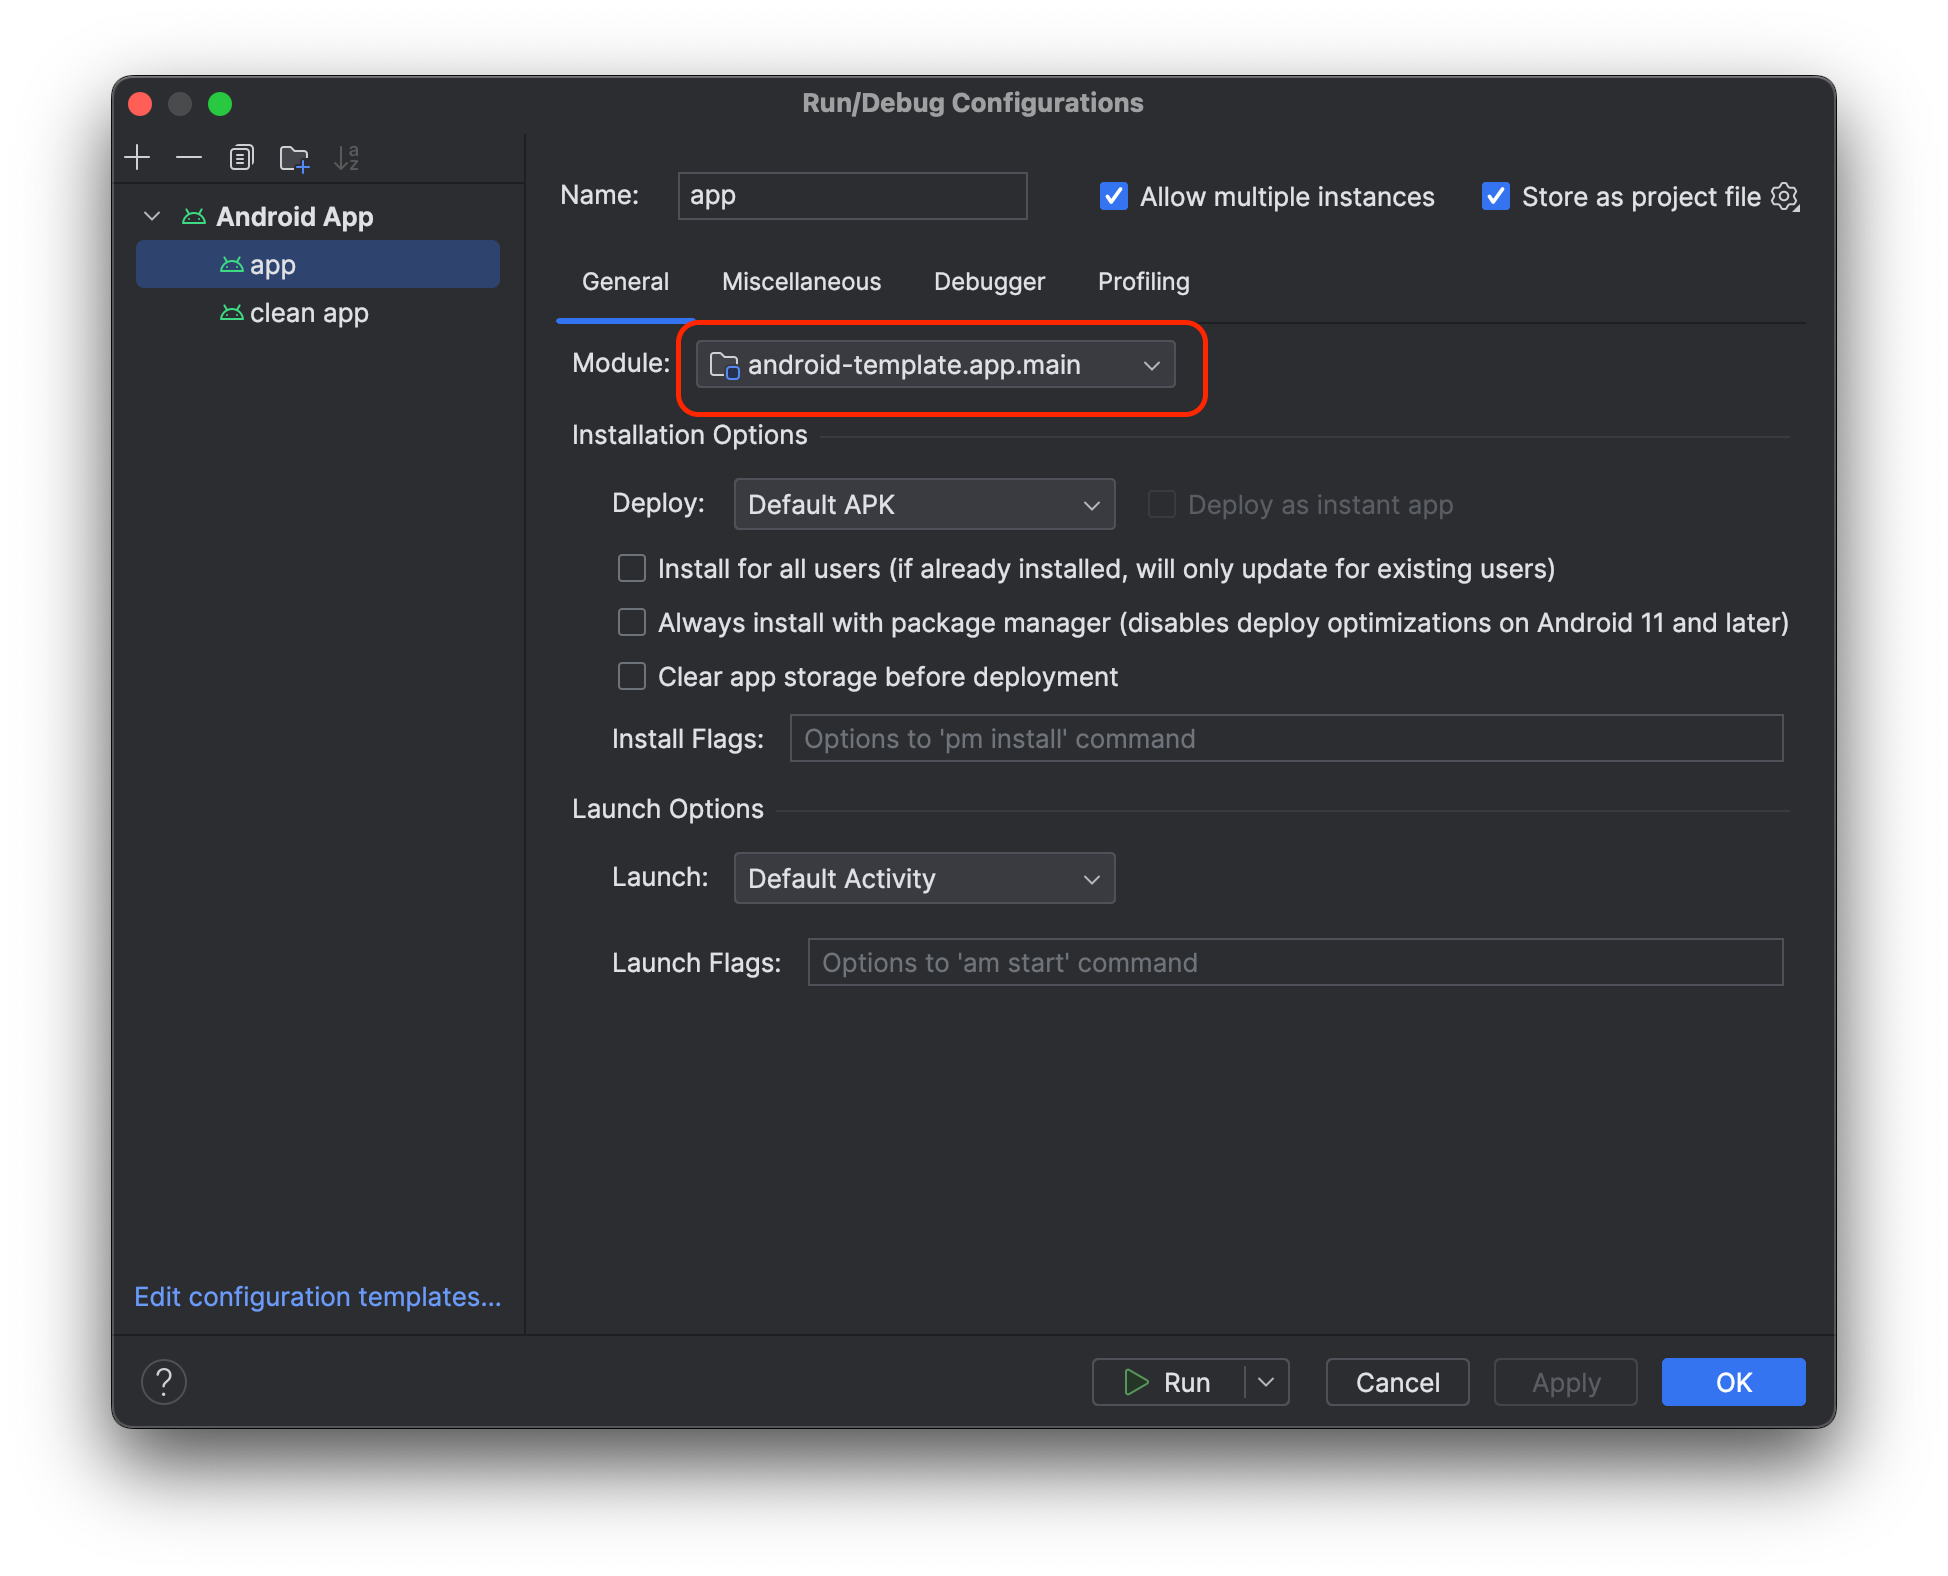 Run/Debug Configurations
Android App
app
clean app
Edit configuration templates...
Name: app
Allow multiple instances
Store as project file
General Miscellaneous Debugger Profiling
Module: android-template.app.main
Installation Options
Deploy: Default APK
Deploy as instant app
Install for all users (if already installed, will only update for existing users)
Always install with package manager (disables deploy optimizations on Android 11 and later)
Clear app storage before deployment
Install Flags: Options to 'pm install' command
Launch Options
Launch: Default Activity
Launch Flags: Options to 'am start' command
?
Run
Cancel
Apply
OK